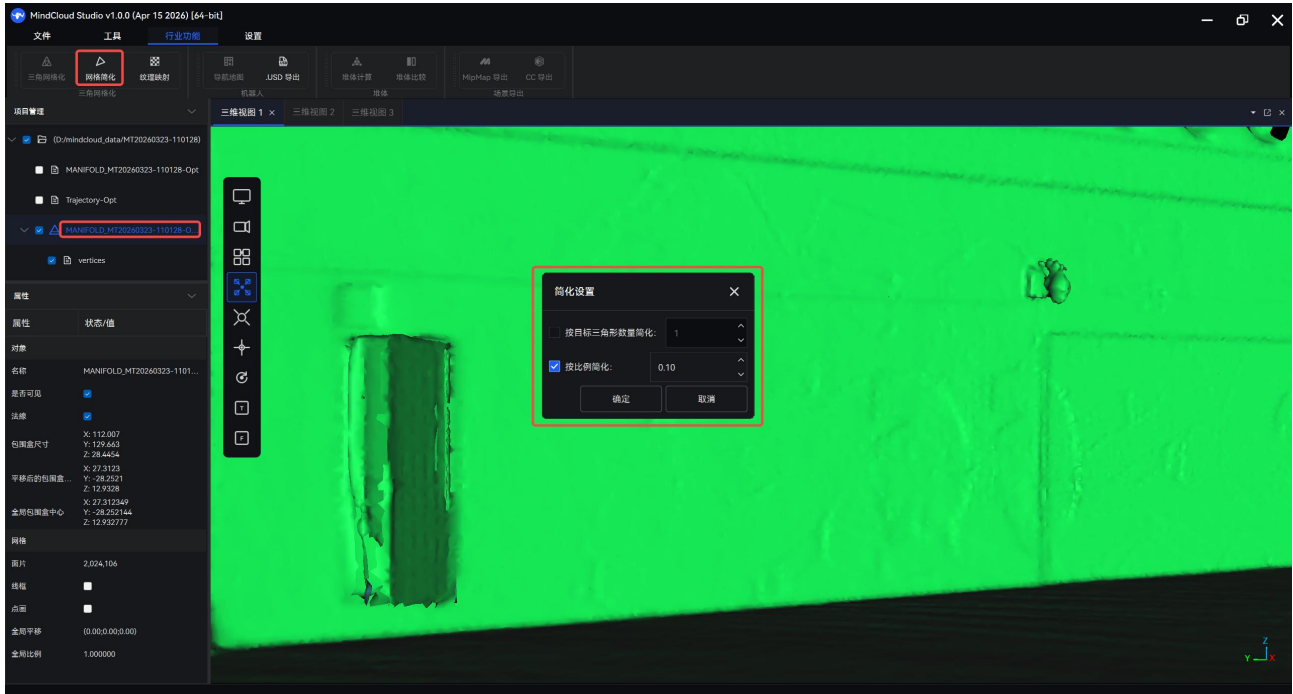 MindCloud Studio v1.0.0 (Apr 15 2026) [64-bit]
文件 工具 行业功能 设置
三角网格化 网格简化 纹理映射 导航地图 .USD 导出 堆体计算 堆体比较 MipMap 导出 CC 导出
三角网格化 机器人 堆体 场景导出
项目管理
三维视图 1 × 三维视图 2 三维视图 3
(D:/mindcloud_data/MT20260323-110128)
MANIFOLD_MT20260323-110128-Opt
Trajectory-Opt
MANIFOLD_MT20260323-110128-O...
vertices
属性
属性 状态/值
对象
名称 MANIFOLD_MT20260323-1101...
是否可见
法線
包围盒尺寸
X: 112.007
Y: 129.663
Z: 28.4454
平移后的包围盒...
X: 27.3123
Y: -28.2521
Z: 12.9328
全局包围盒中心
X: 27.312349
Y: -28.252144
Z: 12.932777
网格
面片 2,024,106
线框
点面
全局平移 (0.00;0.00;0.00)
全局比例 1.000000
T
F
简化设置
按目标三角形数量简化: 1
按比例简化: 0.10
确定 取消
Z
Y X